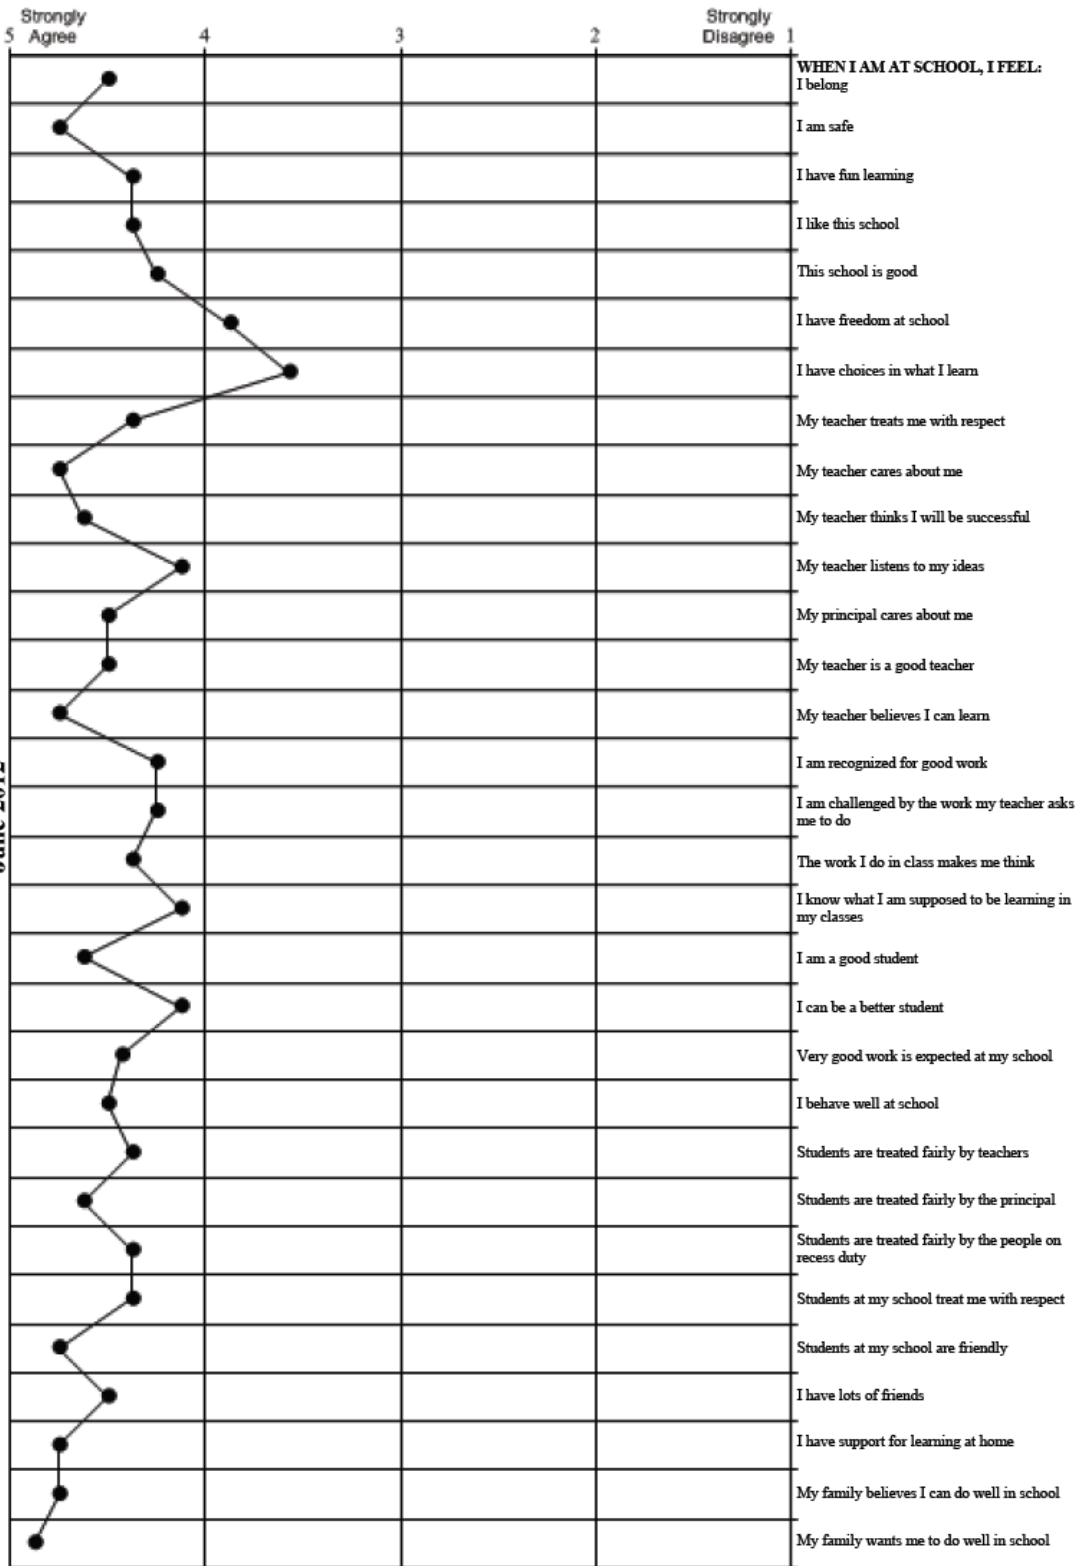 Strongly
Agree
Strongly
Disagree
5
4
3
2
1
WHEN I AM AT SCHOOL, I FEEL:
I belong
I am safe
I have fun learning
I like this school
This school is good
I have freedom at school
I have choices in what I learn
My teacher treats me with respect
My teacher cares about me
My teacher thinks I will be successful
My teacher listens to my ideas
My principal cares about me
My teacher is a good teacher
My teacher believes I can learn
I am recognized for good work
I am challenged by the work my teacher asks
me to do
The work I do in class makes me think
I know what I am supposed to be learning in
my classes
I am a good student
I can be a better student
Very good work is expected at my school
I behave well at school
Students are treated fairly by teachers
Students are treated fairly by the principal
Students are treated fairly by the people on
recess duty
Students at my school treat me with respect
Students at my school are friendly
I have lots of friends
I have support for learning at home
My family believes I can do well in school
My family wants me to do well in school